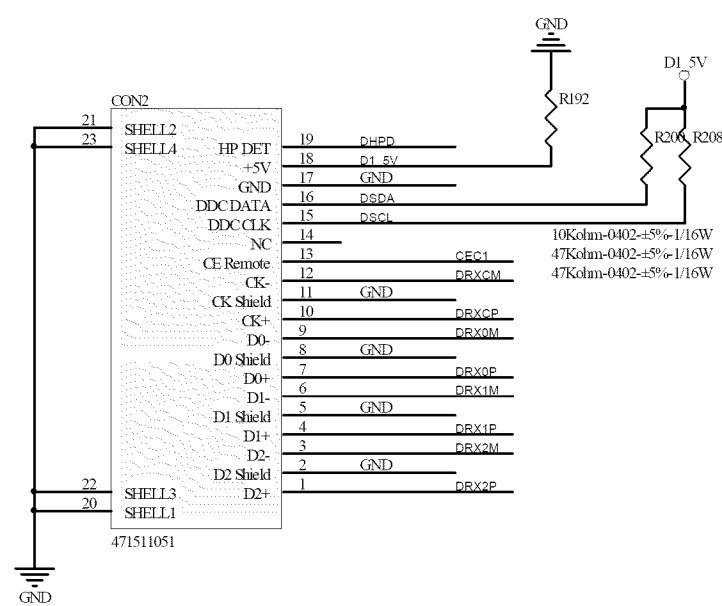 GND
D1_5V
CON2
R192
21 SHELL2
23 SHELL4
R200 R208
HP DET 19 DHPD
+5V 18 D1_5V
GND 17 GND
DDC DATA 16 DSDA
DDC CLK 15 DSCL
NC 14
10Kohm-0402-±5%-1/16W
CE Remote 13 CEC1
47Kohm-0402-±5%-1/16W
CK- 12 DRXCM
47Kohm-0402-±5%-1/16W
CK Shield 11 GND
CK+ 10 DRXCP
D0- 9 DRX0M
D0 Shield 8 GND
D0+ 7 DRX0P
D1- 6 DRX1M
D1 Shield 5 GND
D1+ 4 DRX1P
D2- 3 DRX2M
D2 Shield 2 GND
22 SHELL3
D2+ 1 DRX2P
20 SHELL1
471511051
GND